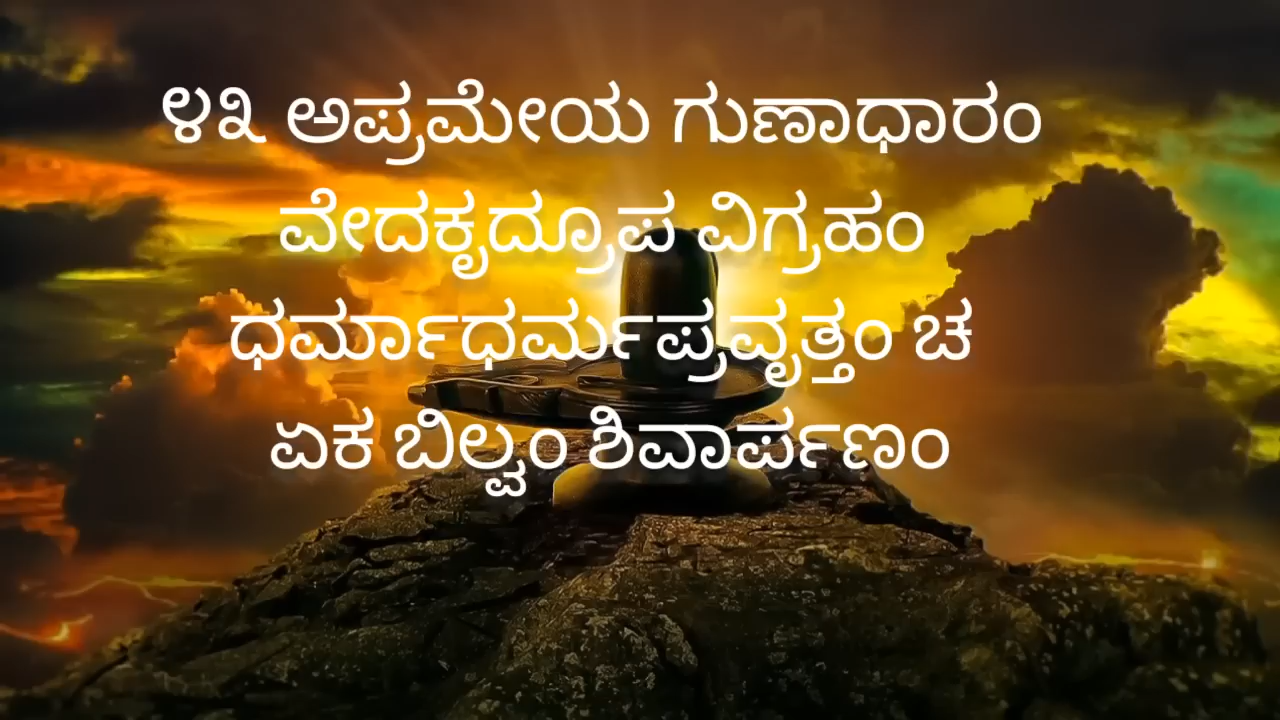 ೪೩ ಅಪ್ರಮೇಯ ಗುಣಾಧಾರಂ
ವೇದಕೃದ್ರೂಪ ವಿಗ್ರಹಂ
ಧರ್ಮಾಧರ್ಮಪ್ರವೃತ್ತಂ ಚ
ಏಕ ಬಿಲ್ವಂ ಶಿವಾರ್ಪಣಂ